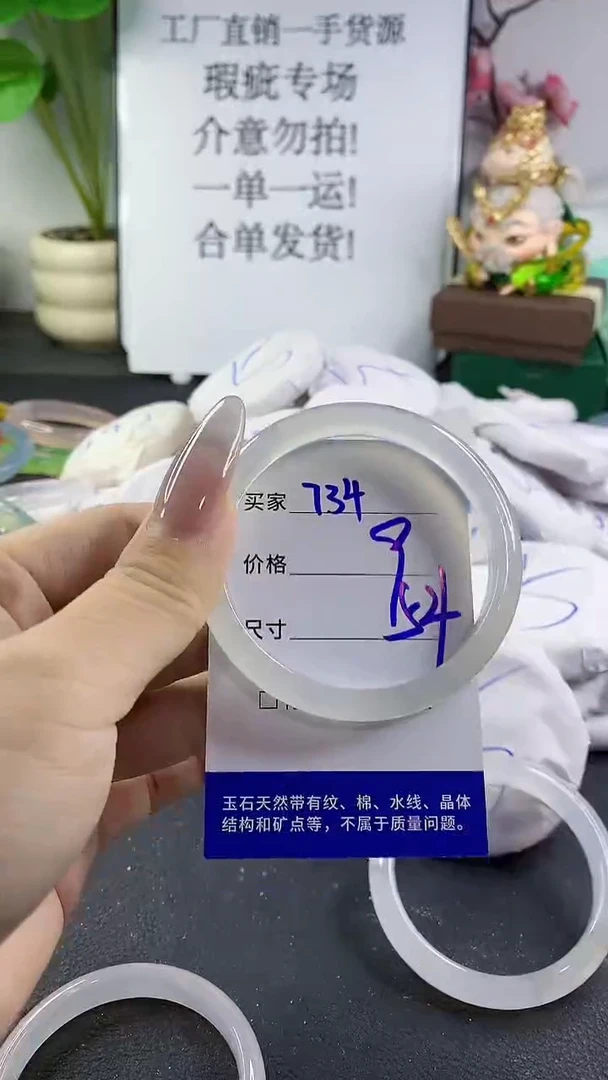 工厂直销一手货源
瑕疵专场
介意勿拍!
一单一运!
合单发货!
买家 734
价格 9
尺寸 54
玉石天然带有纹、棉、水线、晶体
结构和矿点等，不属于质量问题。